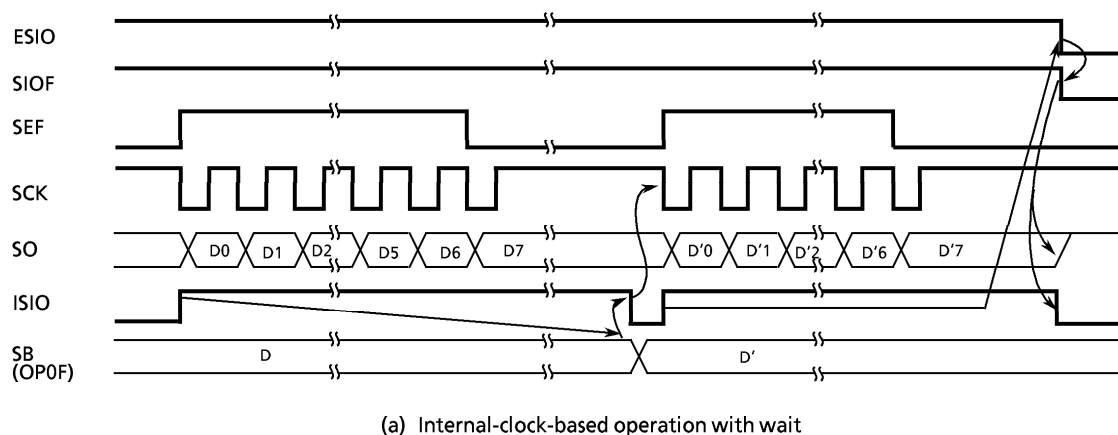 ESIO
SIOF
SEF
SCK
SO D0 D1 D2 D5 D6 D7 D'0 D'1 D'2 D'6 D'7
ISIO
SB D D'
(OP0F)
(a) Internal-clock-based operation with wait